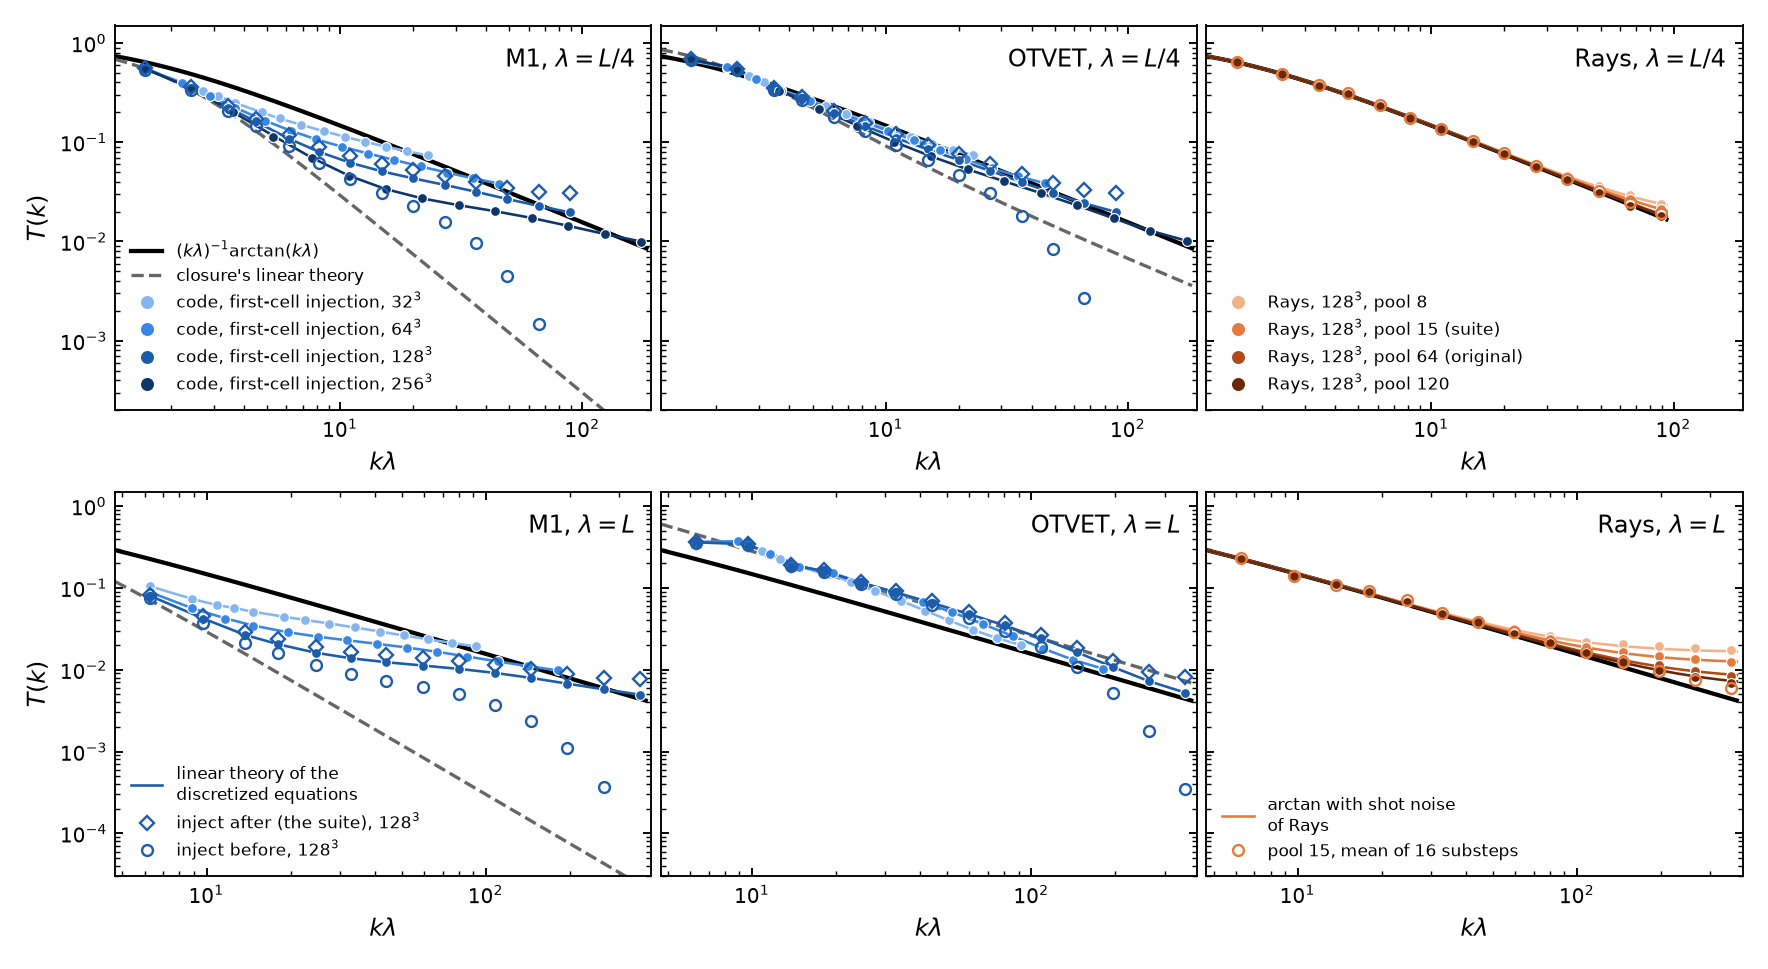 M1, λ = L/4
OTVET, λ = L/4
Rays, λ = L/4
T(k)
10⁰
10⁻¹
10⁻²
10⁻³
(kλ)⁻¹arctan(kλ)
closure's linear theory
code, first-cell injection, 32³
code, first-cell injection, 64³
code, first-cell injection, 128³
code, first-cell injection, 256³
Rays, 128³, pool 8
Rays, 128³, pool 15 (suite)
Rays, 128³, pool 64 (original)
Rays, 128³, pool 120
10¹ 10² 10¹ 10² 10¹ 10²
kλ kλ kλ
M1, λ = L
OTVET, λ = L
Rays, λ = L
T(k)
10⁰
10⁻¹
10⁻²
10⁻³
10⁻⁴
linear theory of the
discretized equations
inject after (the suite), 128³
inject before, 128³
arctan with shot noise
of Rays
pool 15, mean of 16 substeps
10¹ 10² 10¹ 10² 10¹ 10²
kλ kλ kλ